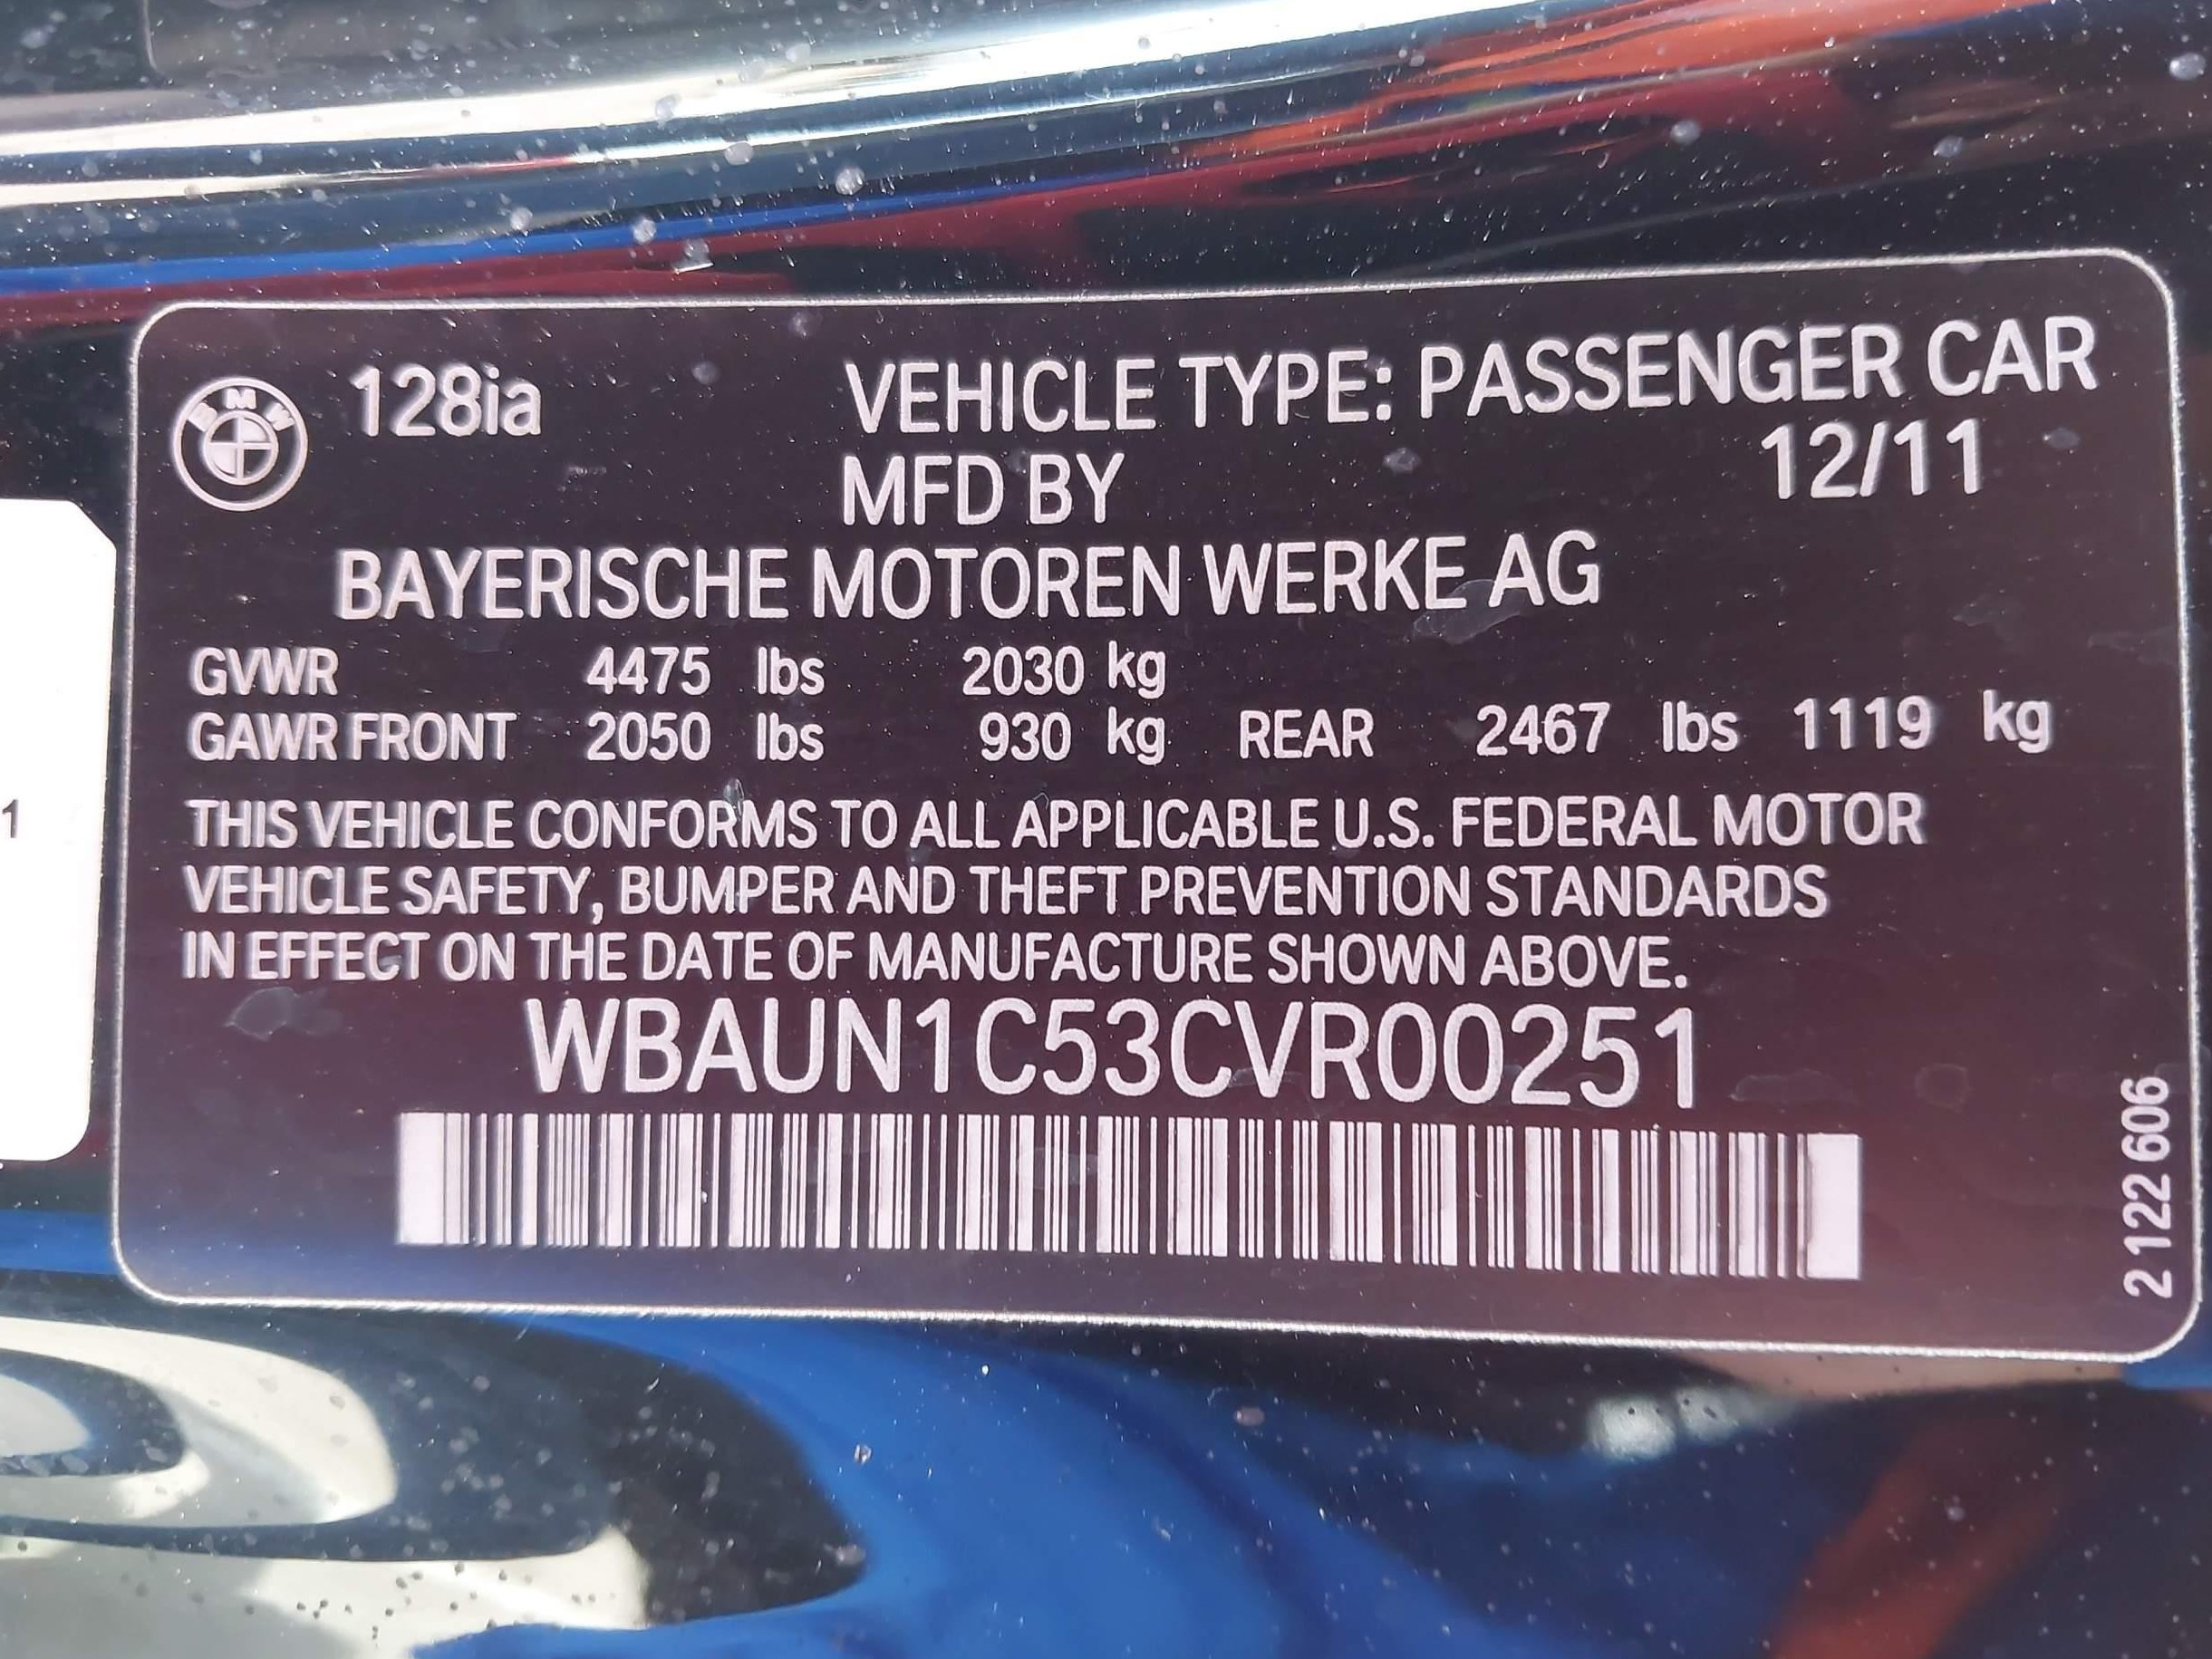 BMW 128ia VEHICLE TYPE: PASSENGER CAR
MFD BY 12/11
BAYERISCHE MOTOREN WERKE AG
GVWR 4475 lbs 2030 kg
GAWR FRONT 2050 lbs 930 kg REAR 2467 lbs 1119 kg
THIS VEHICLE CONFORMS TO ALL APPLICABLE U.S. FEDERAL MOTOR
VEHICLE SAFETY, BUMPER AND THEFT PREVENTION STANDARDS
IN EFFECT ON THE DATE OF MANUFACTURE SHOWN ABOVE.
WBAUN1C53CVR00251
2 122 606
1